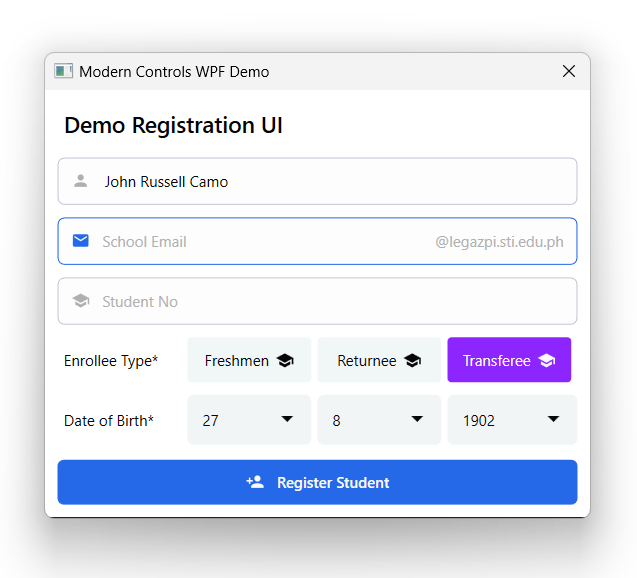 Modern Controls WPF Demo
Demo Registration UI
John Russell Camo
School Email @legazpi.sti.edu.ph
Student No
Enrollee Type* Freshmen Returnee Transferee
Date of Birth* 27 8 1902
Register Student